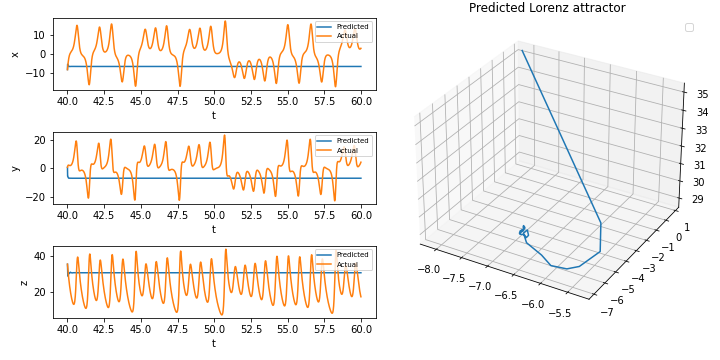 Predicted Lorenz attractor
10
0
−10
x
Predicted
Actual
40.0 42.5 45.0 47.5 50.0 52.5 55.0 57.5 60.0
t
20
0
−20
y
Predicted
Actual
40.0 42.5 45.0 47.5 50.0 52.5 55.0 57.5 60.0
t
40
20
z
Predicted
Actual
40.0 42.5 45.0 47.5 50.0 52.5 55.0 57.5 60.0
t
35
34
33
32
31
30
29
1
0
−1
−2
−3
−4
−5
−6
−7
−8.0 −7.5 −7.0 −6.5 −6.0 −5.5